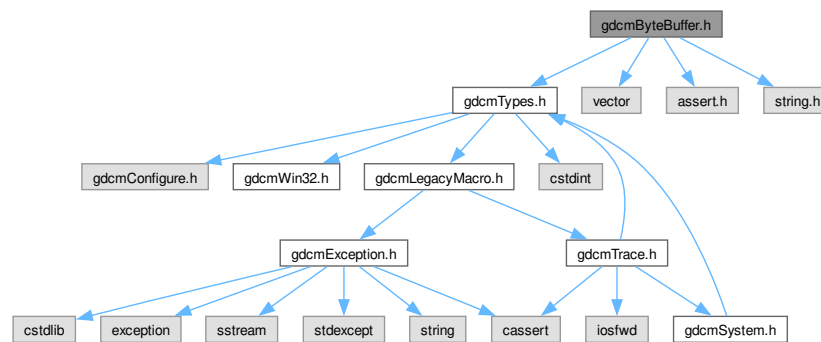 gdcmByteBuffer.h
gdcmTypes.h
vector
assert.h
string.h
gdcmConfigure.h
gdcmWin32.h
gdcmLegacyMacro.h
cstdint
gdcmException.h
gdcmTrace.h
cstdlib
exception
sstream
stdexcept
string
cassert
iosfwd
gdcmSystem.h